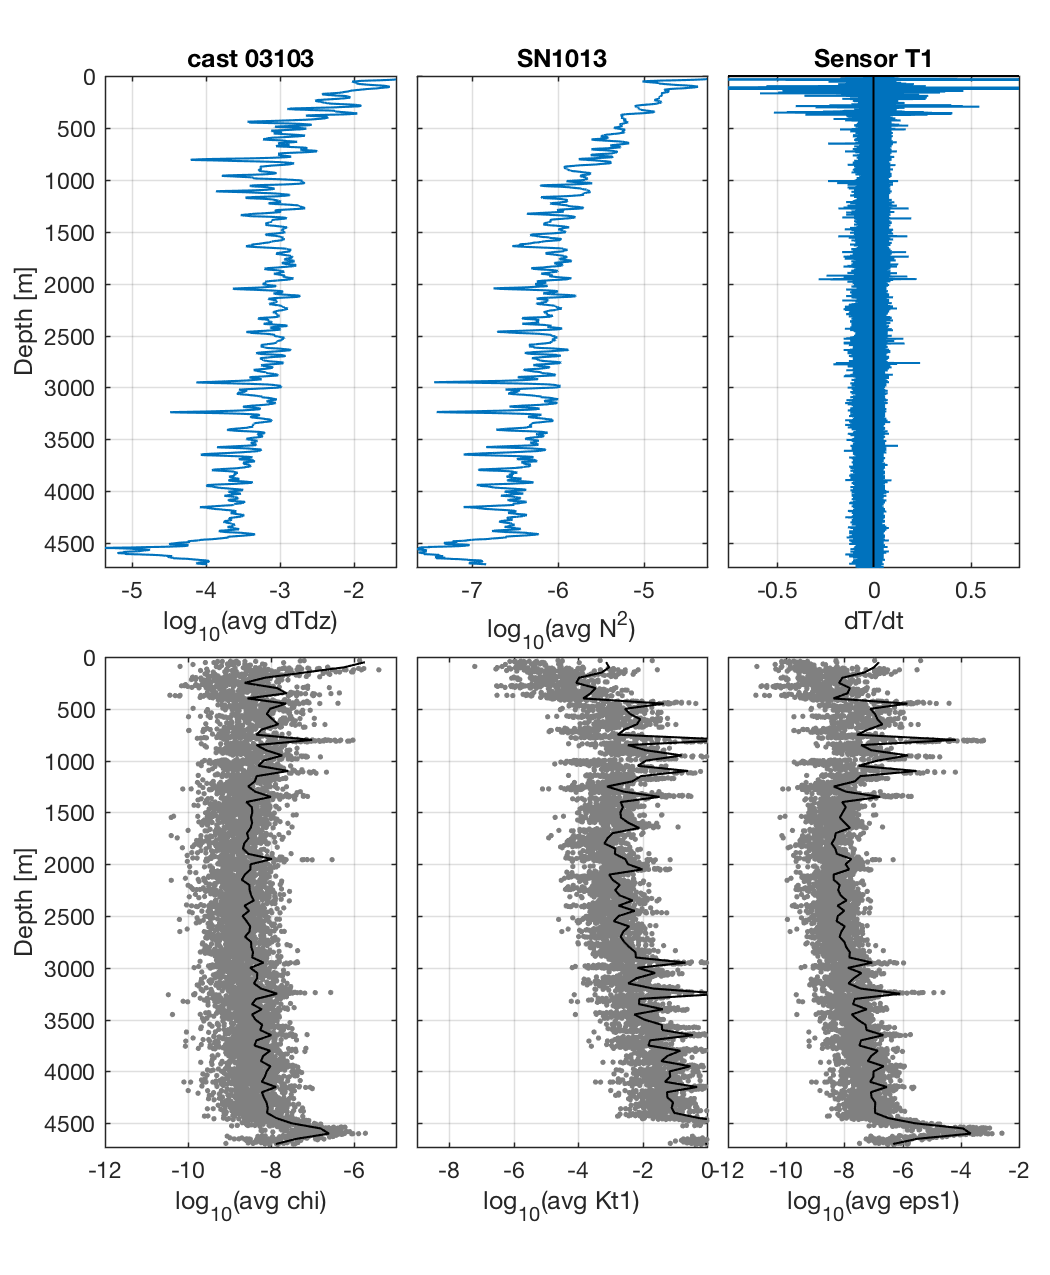 cast 03103 SN1013 Sensor T1
0
500
1000
1500
2000
2500
3000
3500
4000
4500
Depth [m]
-5 -4 -3 -2 -7 -6 -5 -0.5 0 0.5
log10(avg dTdz) log10(avg N2) dT/dt
0
500
1000
1500
2000
2500
3000
3500
4000
4500
Depth [m]
-12 -10 -8 -6 -8 -6 -4 -2 0 -12 -10 -8 -6 -4 -2
log10(avg chi) log10(avg Kt1) log10(avg eps1)